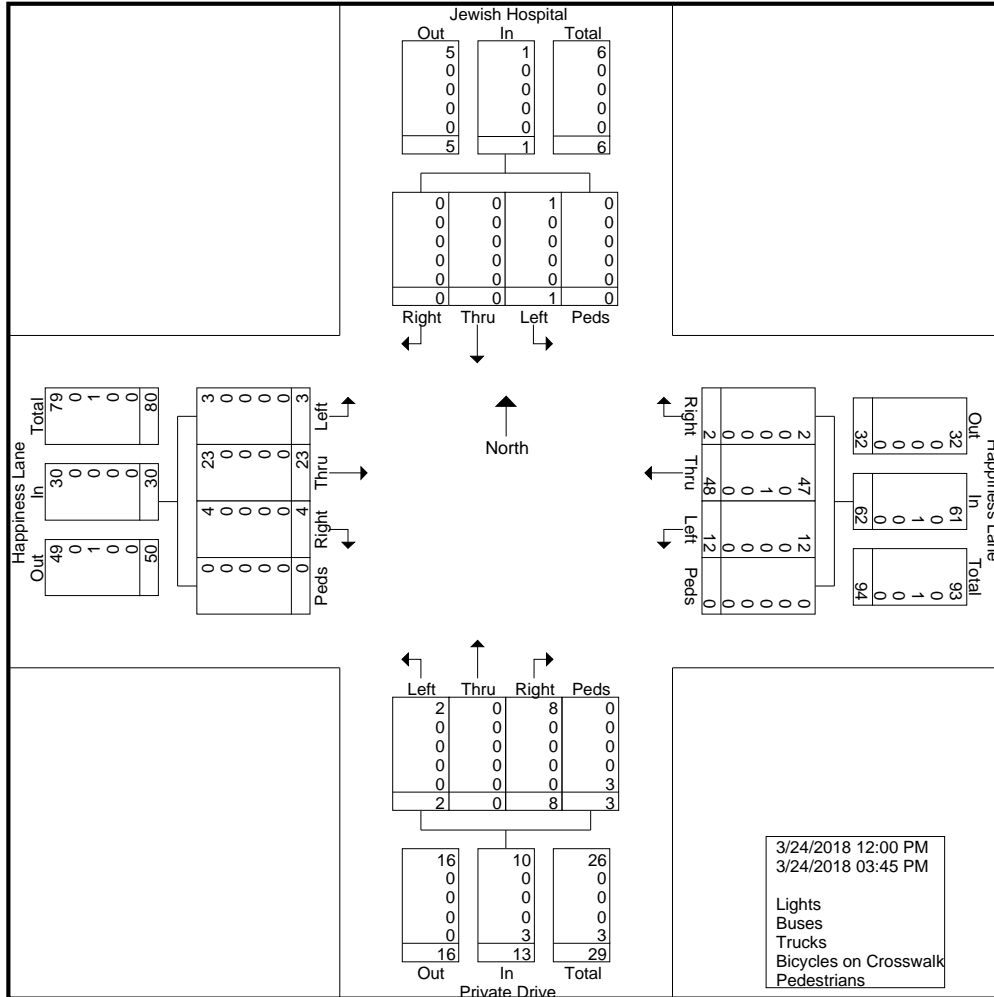 Jewish Hospital
Out In Total
5 1 6
0 0 0
0 0 0
0 0 0
0 0 0
5 1 6
0 0 1 0
0 0 0 0
0 0 0 0
0 0 0 0
0 0 0 0
0 0 1 0
Right Thru Left Peds
Happiness Lane
Total
79 0 1 0 0 80
In
30 0 0 0 0 30
Out
49 0 1 0 0 50
3 0 0 0 0 3
Left
23 0 0 0 0 23
Thru
4 0 0 0 0 4
Right
0 0 0 0 0 0
Peds
North
Right
2 0 0 0 0 2
Thru
47 0 1 0 0 48
Left
12 0 0 0 0 12
Peds
0 0 0 0 0 0
Out
32 0 0 0 0 32
In
61 0 1 0 0 62
Total
93 0 1 0 0 94
Happiness Lane
Left Thru Right Peds
2 0 8 0
0 0 0 0
0 0 0 0
0 0 0 0
0 0 0 3
2 0 8 3
16 10 26
0 0 0
0 0 0
0 0 0
0 3 3
16 13 29
Out In Total
Private Drive
3/24/2018 12:00 PM
3/24/2018 03:45 PM
Lights
Buses
Trucks
Bicycles on Crosswalk
Pedestrians